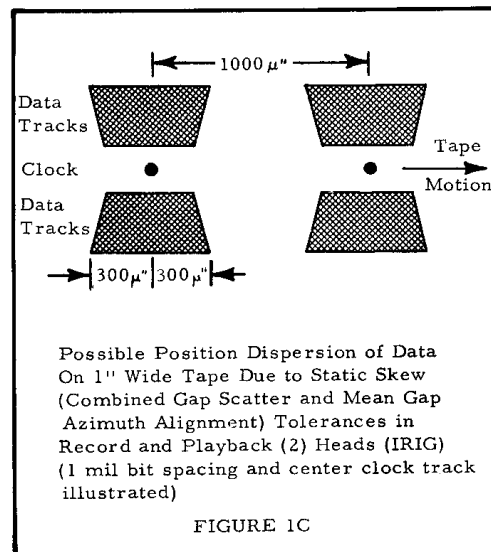 1000 μ"
Data
Tracks
Clock
Tape
Motion
Data
Tracks
300μ" 300μ"
Possible Position Dispersion of Data
On 1" Wide Tape Due to Static Skew
(Combined Gap Scatter and Mean Gap
Azimuth Alignment) Tolerances in
Record and Playback (2) Heads (IRIG)
(1 mil bit spacing and center clock track
illustrated)
FIGURE 1C